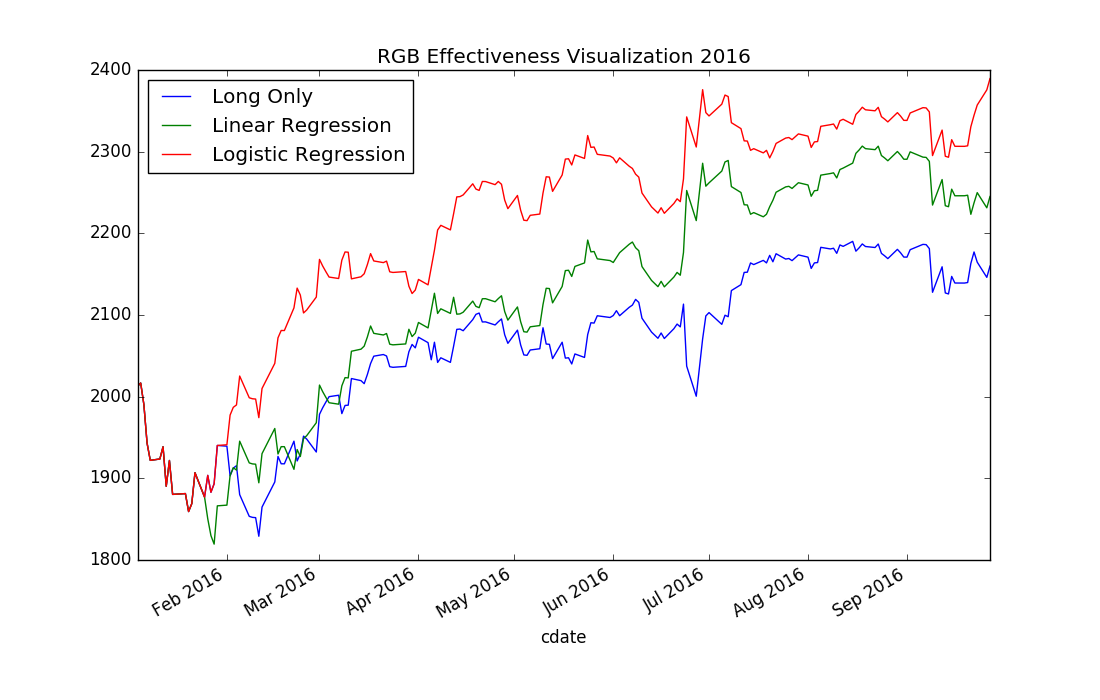 RGB Effectiveness Visualization 2016
2400
2300
2200
2100
2000
1900
1800
Long Only
Linear Regression
Logistic Regression
Feb 2016
Mar 2016
Apr 2016
May 2016
Jun 2016
Jul 2016
Aug 2016
Sep 2016
cdate